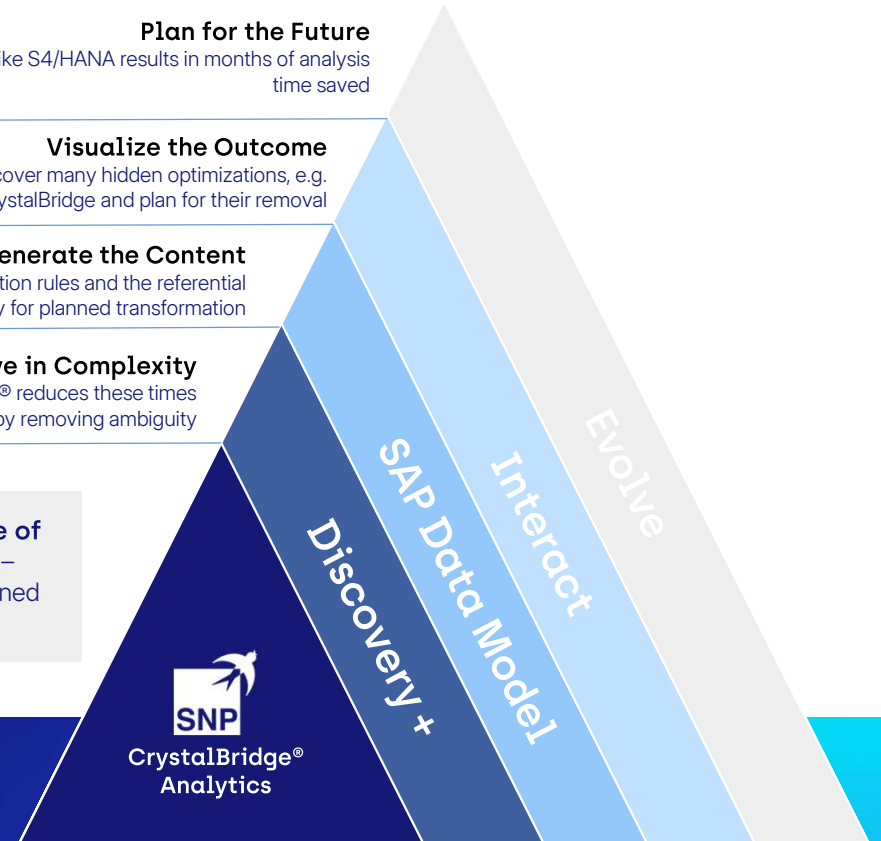 Plan for the Future
ike S4/HANA results in months of analysis
time saved
Visualize the Outcome
cover many hidden optimizations, e.g.
ystalBridge and plan for their removal
enerate the Content
tion rules and the referential
y for planned transformation
ve in Complexity
® reduces these times
by removing ambiguity
e of
–
ned
Evolve
Interact
SAP Data Model
Discovery +
SNP
CrystalBridge®
Analytics